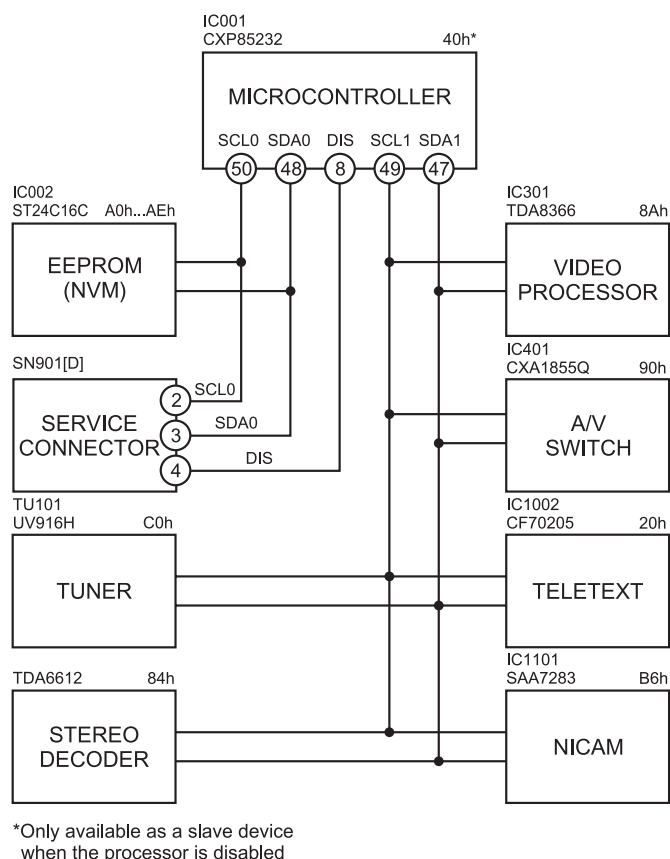 IC001
CXP85232 40h*
MICROCONTROLLER
SCL0 SDA0 DIS SCL1 SDA1
50 48 8 49 47
IC002
ST24C16C A0h...AEh
EEPROM
(NVM)
IC301
TDA8366 8Ah
VIDEO
PROCESSOR
SN901[D]
SERVICE
CONNECTOR
2 SCL0
3 SDA0
4 DIS
IC401
CXA1855Q 90h
A/V
SWITCH
TU101
UV916H C0h
TUNER
IC1002
CF70205 20h
TELETEXT
TDA6612 84h
STEREO
DECODER
IC1101
SAA7283 B6h
NICAM
*Only available as a slave device
when the processor is disabled